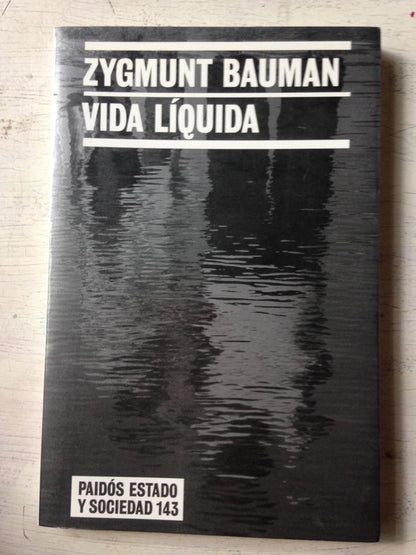 ZYGMUNT BAUMAN
VIDA LÍQUIDA
PAIDÓS ESTADO
Y SOCIEDAD 143